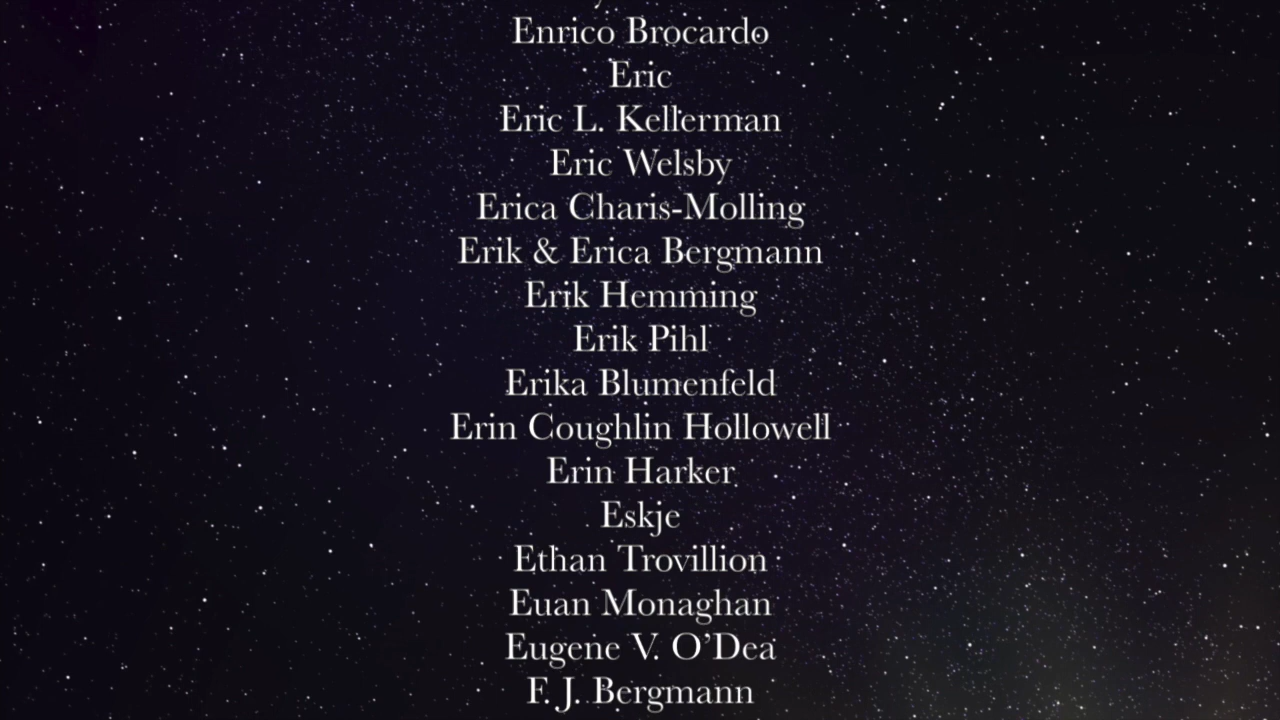 Enrico Brocardo
Eric
Eric L. Kellerman
Eric Welsby
Erica Charis-Molling
Erik & Erica Bergmann
Erik Hemming
Erik Pihl
Erika Blumenfeld
Erin Coughlin Hollowell
Erin Harker
Eskje
Ethan Trovillion
Euan Monaghan
Eugene V. O’Dea
F. J. Bergmann